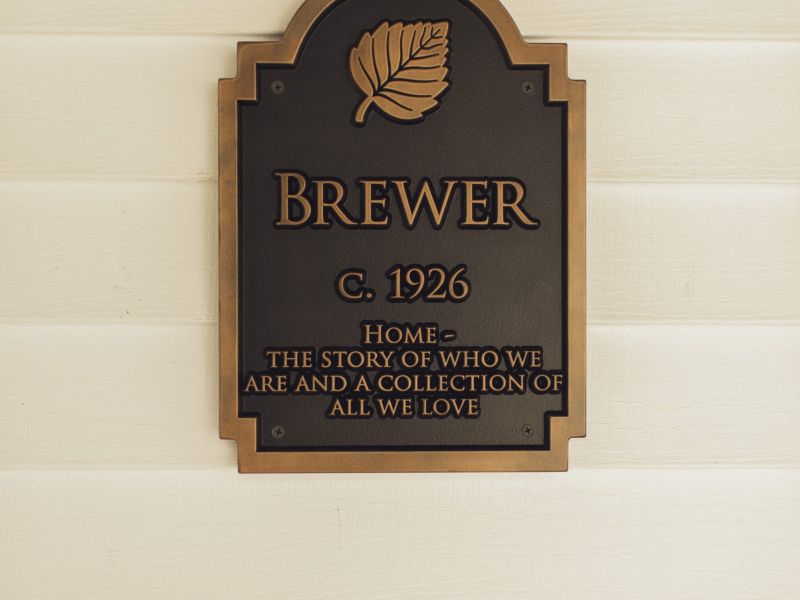 BREWER
C. 1926
HOME -
THE STORY OF WHO WE
ARE AND A COLLECTION OF
ALL WE LOVE